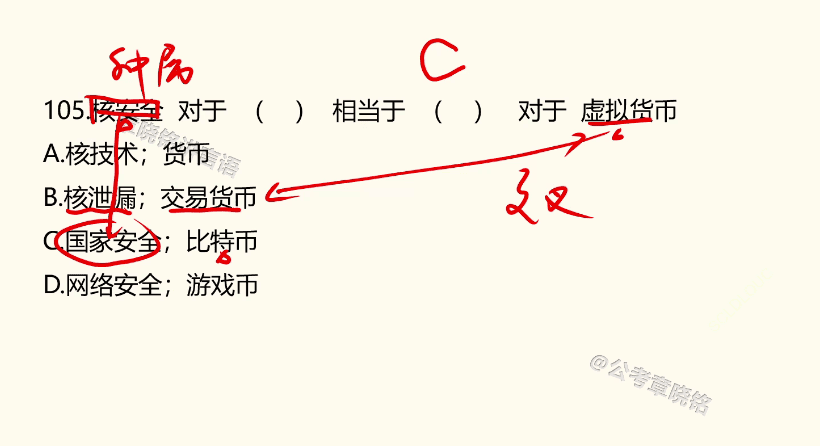 种属
C
105.核安全 对于 （ ） 相当于 （ ） 对于 虚拟货币
A.核技术；货币
B.核泄漏；交易货币
交叉
C.国家安全；比特币
D.网络安全；游戏币
@公考章晓铭